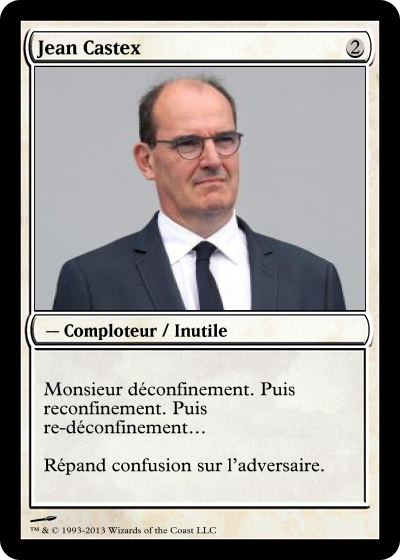 Jean Castex 2
— Comploteur / Inutile
Monsieur déconfinement. Puis
reconfinement. Puis
re-déconfinement…
Répand confusion sur l'adversaire.
™ & © 1993-2013 Wizards of the Coast LLC